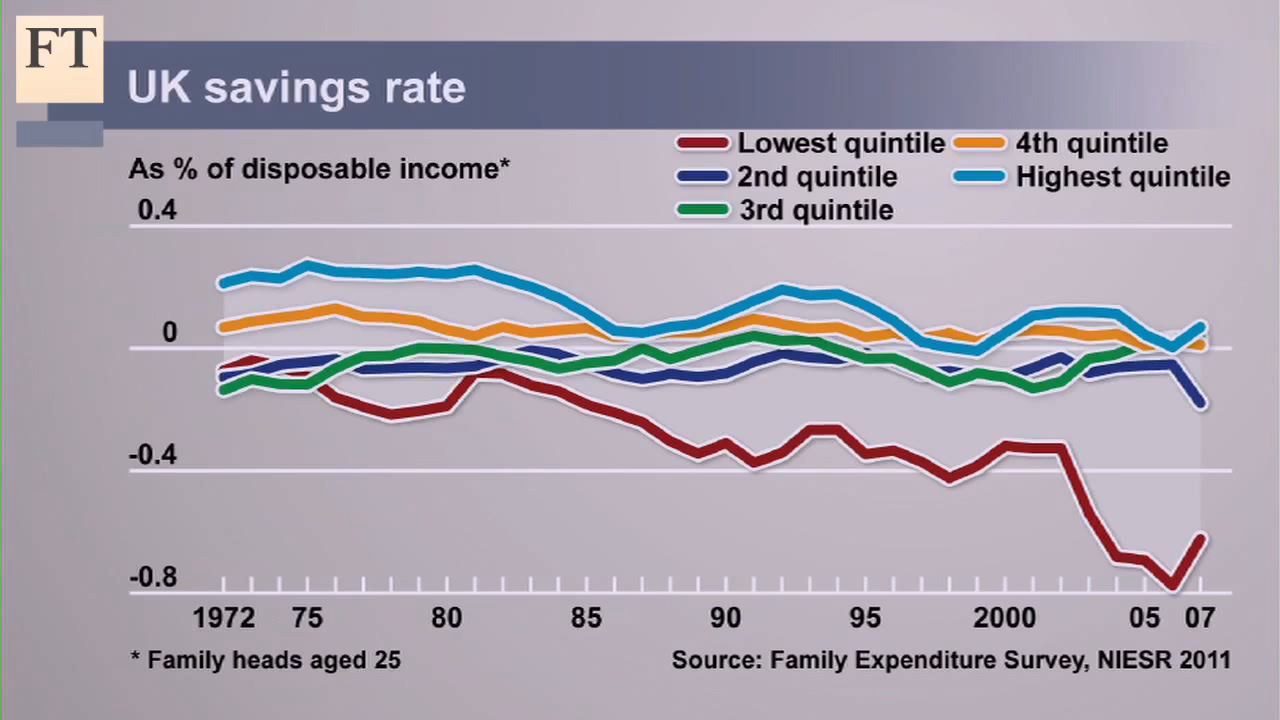 FT
UK savings rate
As % of disposable income*
Lowest quintile
2nd quintile
3rd quintile
4th quintile
Highest quintile
0.4
0
-0.4
-0.8
1972 75 80 85 90 95 2000 05 07
* Family heads aged 25
Source: Family Expenditure Survey, NIESR 2011